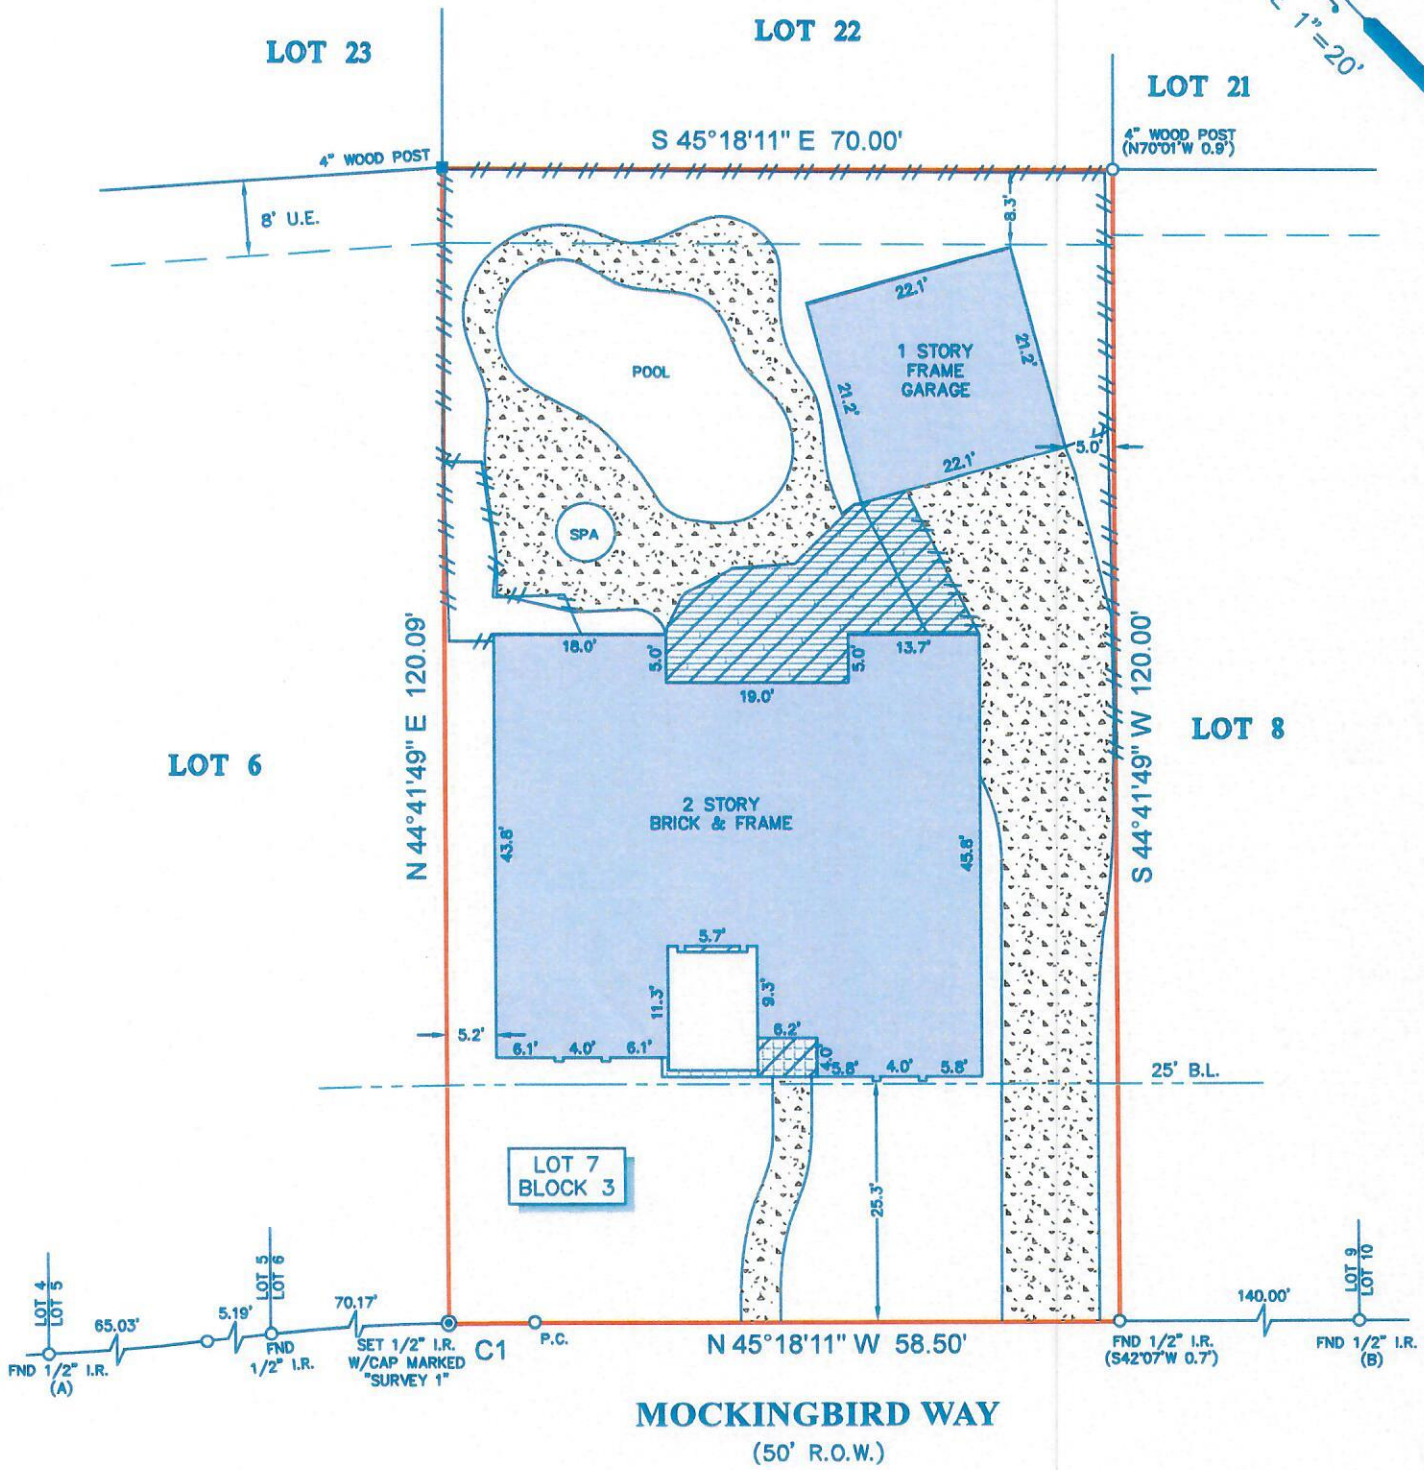 LOT 23
LOT 22
1"=20'
LOT 21
S 45°18'11" E 70.00'
4" WOOD POST
4" WOOD POST
(N70°01'W 0.9')
8' U.E.
8.3'
22.1'
POOL
1 STORY
FRAME
GARAGE
21.2'
21.2'
22.1'
5.0'
SPA
N 44°41'49" E 120.09'
S 44°41'49" W 120.00'
18.0'
5.0'
19.0'
5.0'
13.7'
LOT 6
LOT 8
2 STORY
BRICK & FRAME
43.8'
45.8'
5.7'
11.3'
9.3'
5.2'
6.1'
4.0'
6.1'
6.2'
4.0'
5.8'
4.0'
5.8'
25' B.L.
LOT 7
BLOCK 3
25.3'
LOT 4
LOT 5
65.03'
5.19'
LOT 5
LOT 6
70.17'
LOT 9
LOT 10
140.00'
FND 1/2" I.R.
(A)
FND
1/2" I.R.
SET 1/2" I.R.
W/CAP MARKED
"SURVEY 1"
C1
P.C.
N 45°18'11" W 58.50'
FND 1/2" I.R.
(S42°07'W 0.7')
FND 1/2" I.R.
(B)
MOCKINGBIRD WAY
(50' R.O.W.)